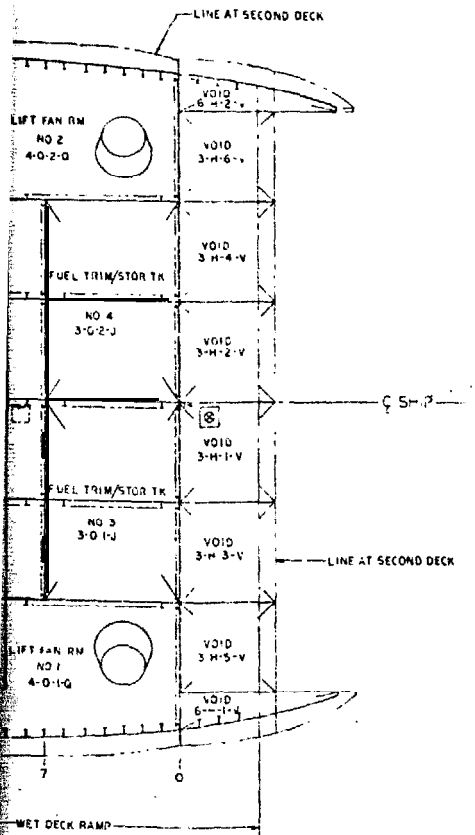 LINE AT SECOND DECK
VOID
6-H-2-V
LIFT FAN RM
NO 2
4-0-2-Q
VOID
3-H-6-V
VOID
3-H-4-V
FUEL TRIM/STOR TK
NO 4
3-0-2-J
VOID
3-H-2-V
SHIP
VOID
3-H-1-V
FUEL TRIM/STOR TK
NO 3
3-0-1-J
VOID
3-H-3-V
LINE AT SECOND DECK
LIFT FAN RM
NO 1
4-0-1-Q
VOID
3-H-5-V
VOID
7
0
WET DECK RAMP